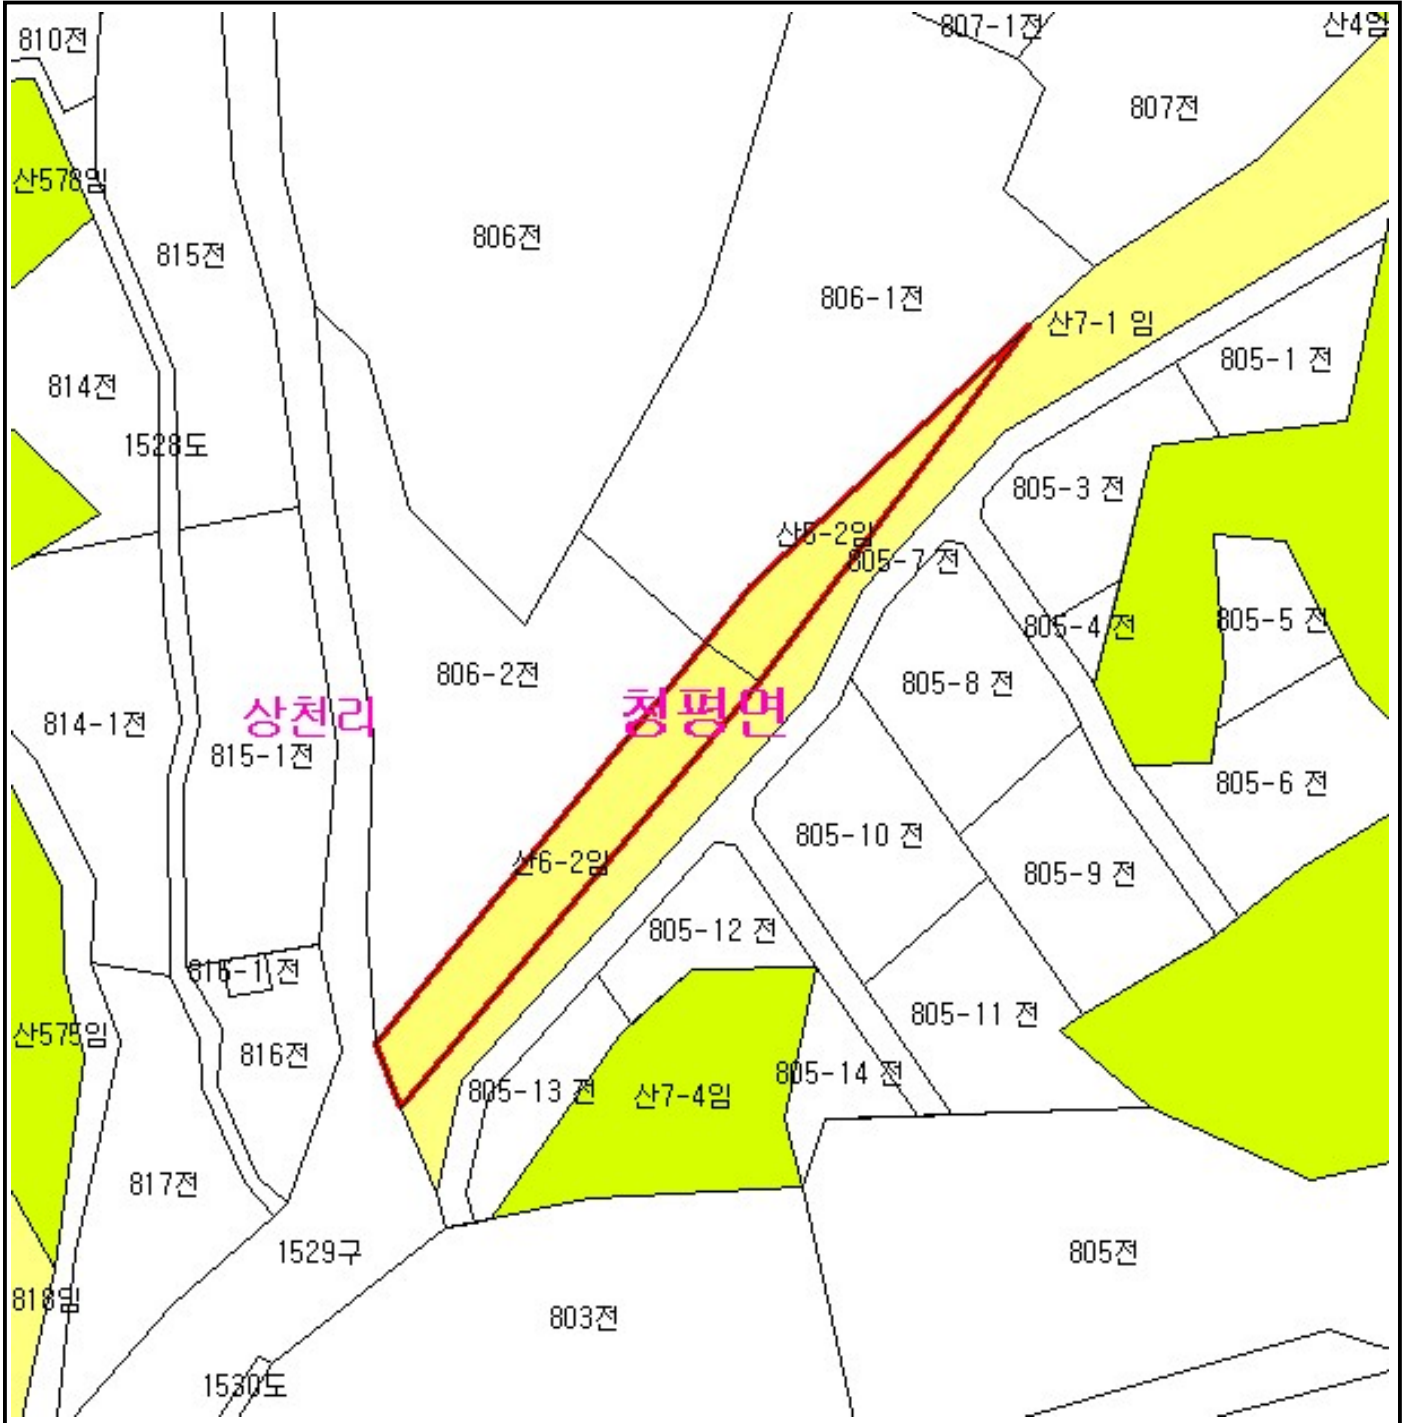 810전
807-1전
산4임
807전
산578임
815전
806전
806-1전
산7-1 임
805-1 전
814전
1528도
805-3 전
산5-2임
805-7 전
805-4 전
805-5 전
806-2전
805-8 전
상천리
청평면
814-1전
815-1전
805-6 전
805-10 전
산6-2임
805-9 전
805-12 전
816-1전
805-11 전
산575임
816전
805-13 전
산7-4임
805-14 전
817전
1529구
805전
818임
803전
1530도